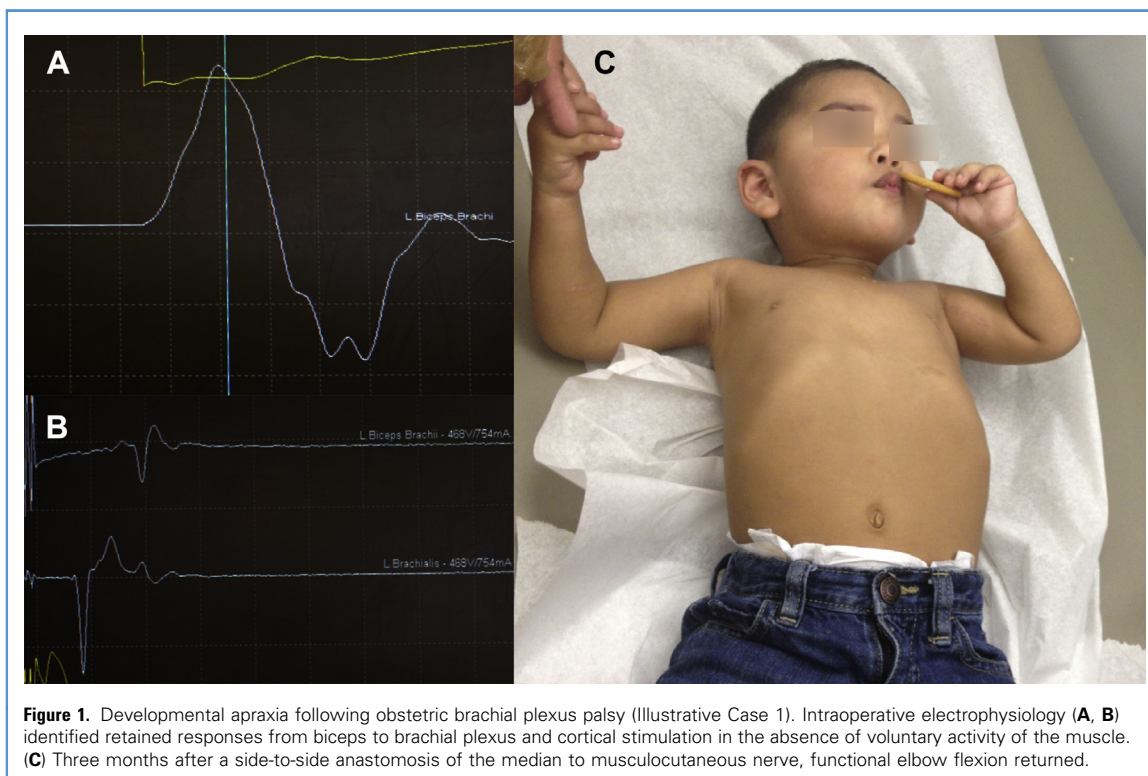 A
L.Biceps.Brachi
B
L.Biceps Brachii - 468V/754mA
L.Brachialis - 468V/754mA
C
Figure 1. Developmental apraxia following obstetric brachial plexus palsy (Illustrative Case 1). Intraoperative electrophysiology (A, B)
identified retained responses from biceps to brachial plexus and cortical stimulation in the absence of voluntary activity of the muscle.
(C) Three months after a side-to-side anastomosis of the median to musculocutaneous nerve, functional elbow flexion returned.